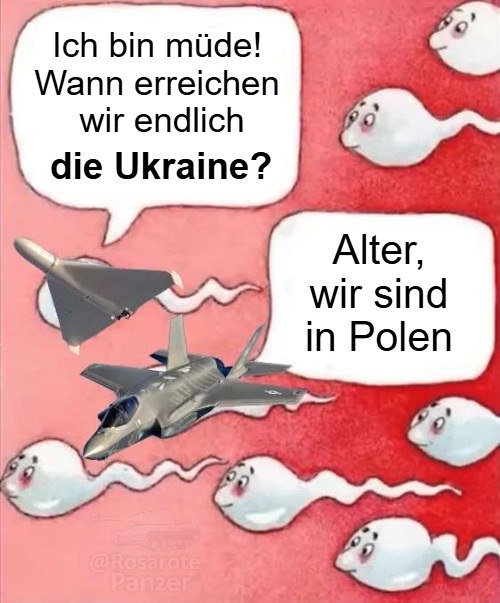 Ich bin müde!
Wann erreichen
wir endlich
die Ukraine?
Alter,
wir sind
in Polen
@Rosarote
Panzer